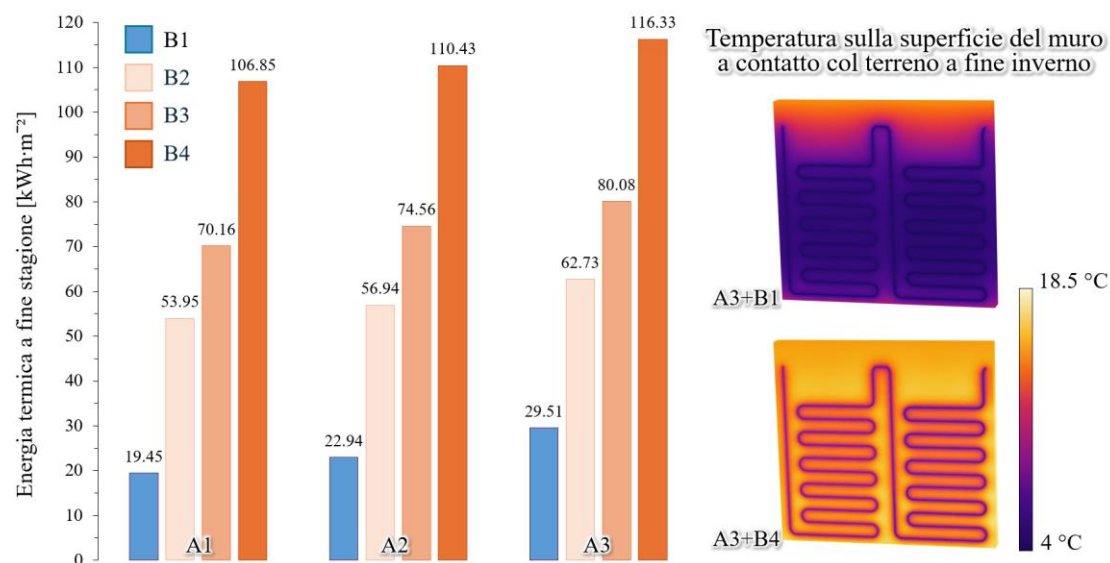 Energia termica a fine stagione [kWh·m⁻²]
120
110
100
90
80
70
60
50
40
30
20
10
0
B1
B2
B3
B4
19.45
53.95
70.16
106.85
A1
22.94
56.94
74.56
110.43
A2
29.51
62.73
80.08
116.33
A3
Temperatura sulla superficie del muro
a contatto col terreno a fine inverno
A3+B1
A3+B4
18.5 °C
4 °C